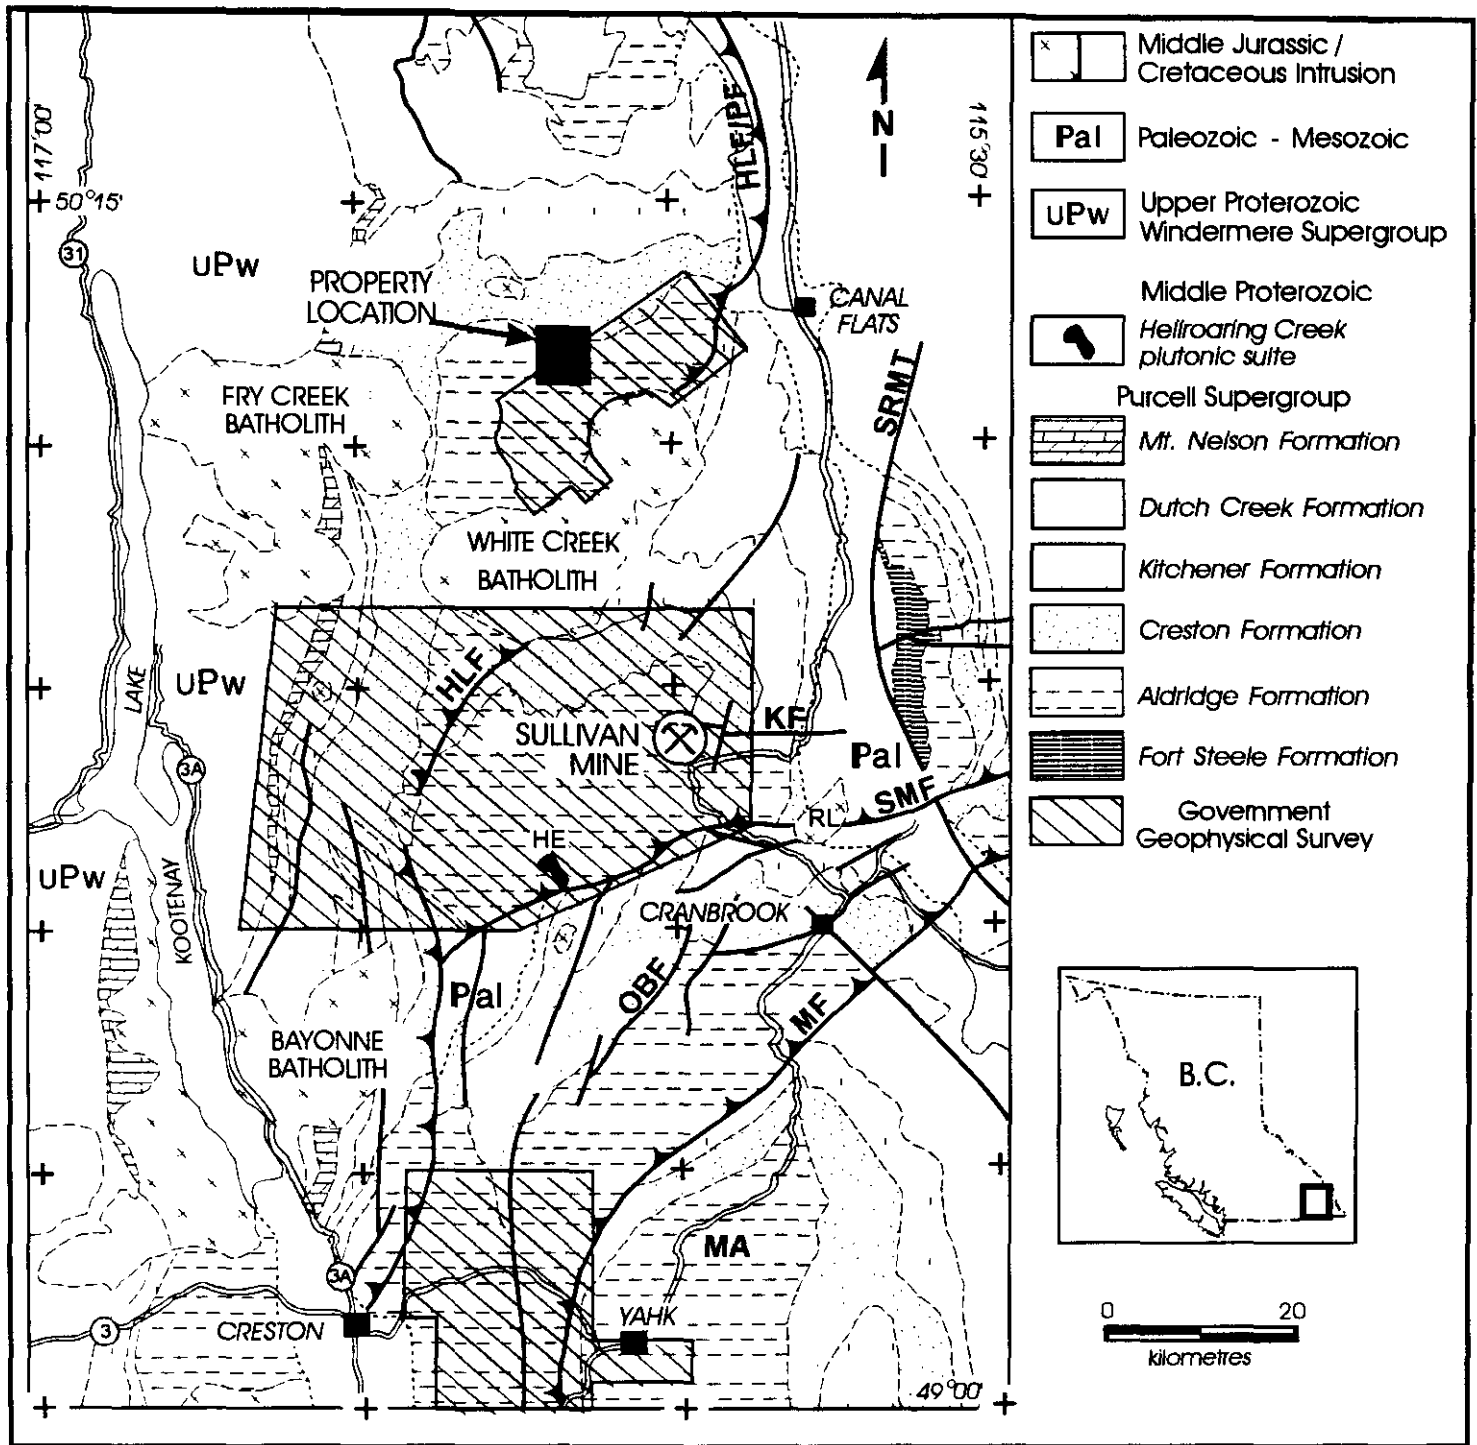 117°00'
50°15'
31
UPw
PROPERTY
LOCATION
HLF/PF
N
115°30'
CANAL
FLATS
FRY CREEK
BATHOLITH
SRMT
WHITE CREEK
BATHOLITH
LAKE
UPw
HLF
SULLIVAN
MINE
KF
Pal
SMF
RL
3A
HE
UPw
KOOTENAY
CRANBROOK
Pal
OBF
MF
BAYONNE
BATHOLITH
MA
3A
3
CRESTON
YAHK
49°00'
Middle Jurassic /
Cretaceous Intrusion
Pal
Paleozoic - Mesozoic
UPw
Upper Proterozoic
Windermere Supergroup
Middle Proterozoic
Hellroaring Creek
plutonic suite
Purcell Supergroup
Mt. Nelson Formation
Dutch Creek Formation
Kitchener Formation
Creston Formation
Aldridge Formation
Fort Steele Formation
Government
Geophysical Survey
B.C.
0 20
kilometres